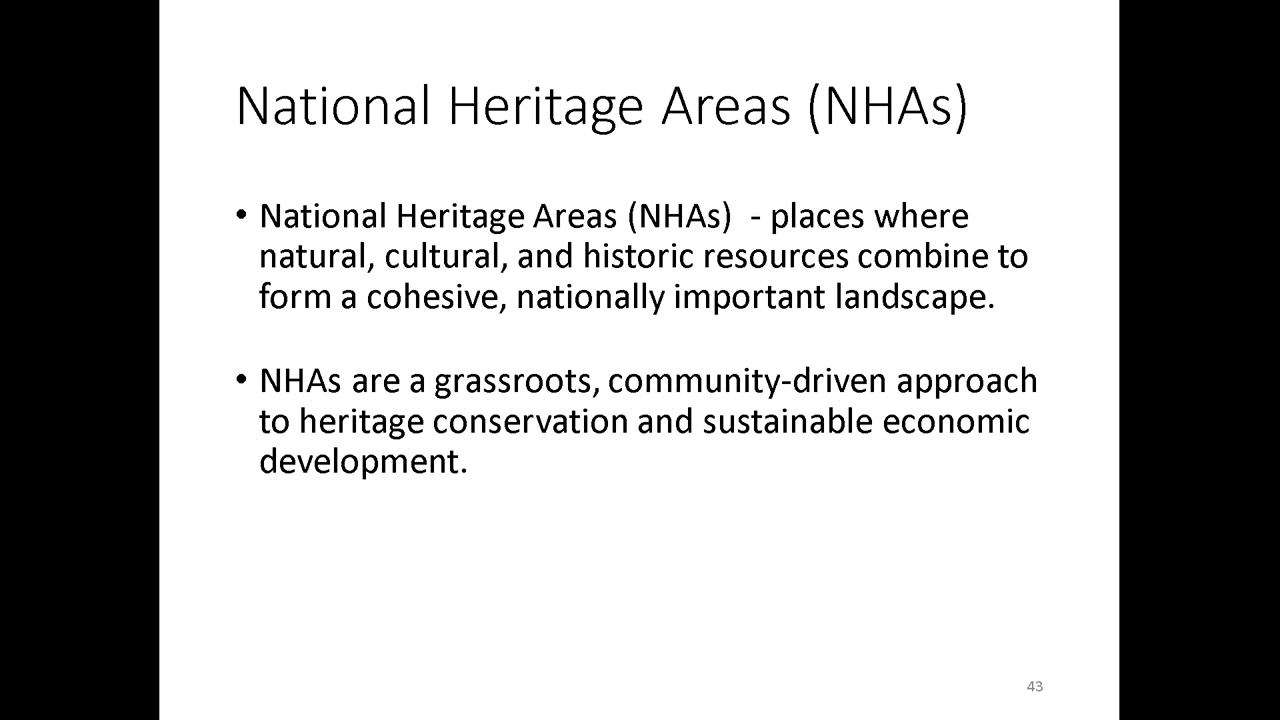 National Heritage Areas (NHAs)
• National Heritage Areas (NHAs)  - places where
natural, cultural, and historic resources combine to
form a cohesive, nationally important landscape.
• NHAs are a grassroots, community-driven approach
to heritage conservation and sustainable economic
development.
43